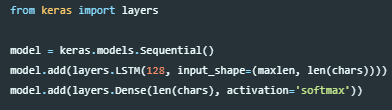 from keras import layers
model = keras.models.Sequential()
model.add(layers.LSTM(128, input_shape=(maxlen, len(chars))))
model.add(layers.Dense(len(chars), activation='softmax'))